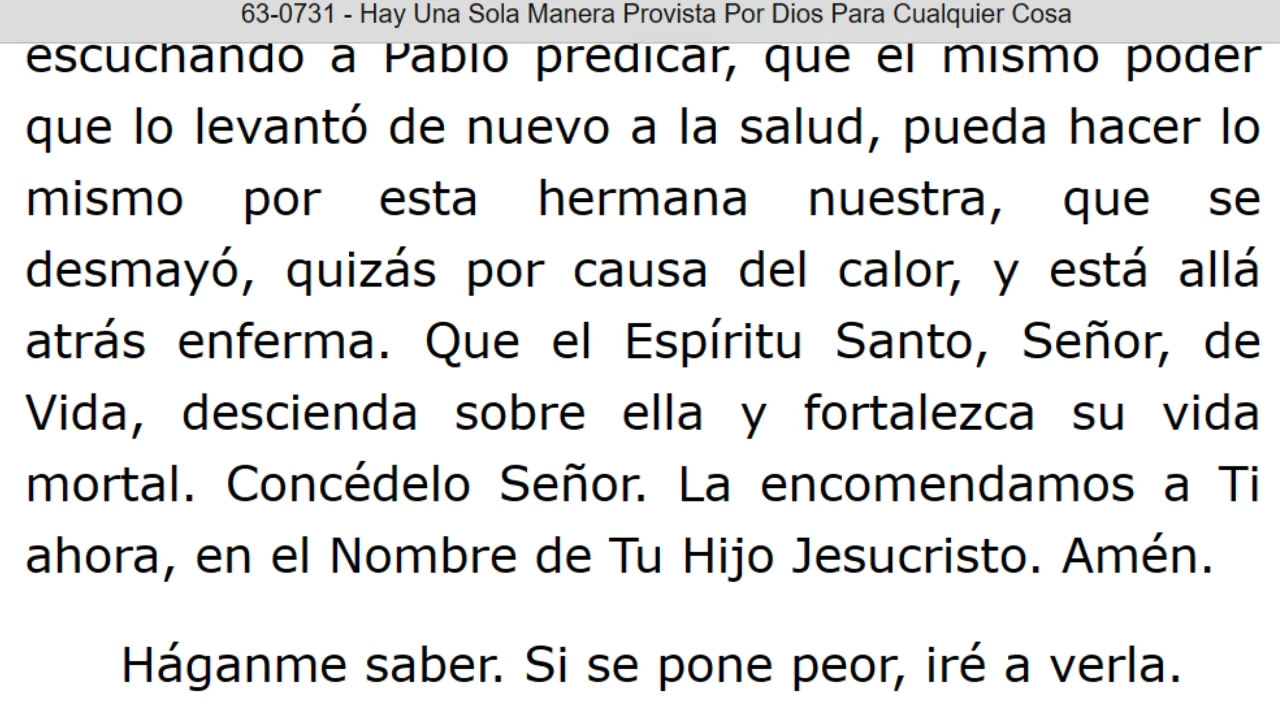 63-0731 - Hay Una Sola Manera Provista Por Dios Para Cualquier Cosa
escuchando a Pablo predicar, que el mismo poder
que lo levantó de nuevo a la salud, pueda hacer lo
mismo por esta hermana nuestra, que se
desmayó, quizás por causa del calor, y está allá
atrás enferma. Que el Espíritu Santo, Señor, de
Vida, descienda sobre ella y fortalezca su vida
mortal. Concédelo Señor. La encomendamos a Ti
ahora, en el Nombre de Tu Hijo Jesucristo. Amén.
Háganme saber. Si se pone peor, iré a verla.